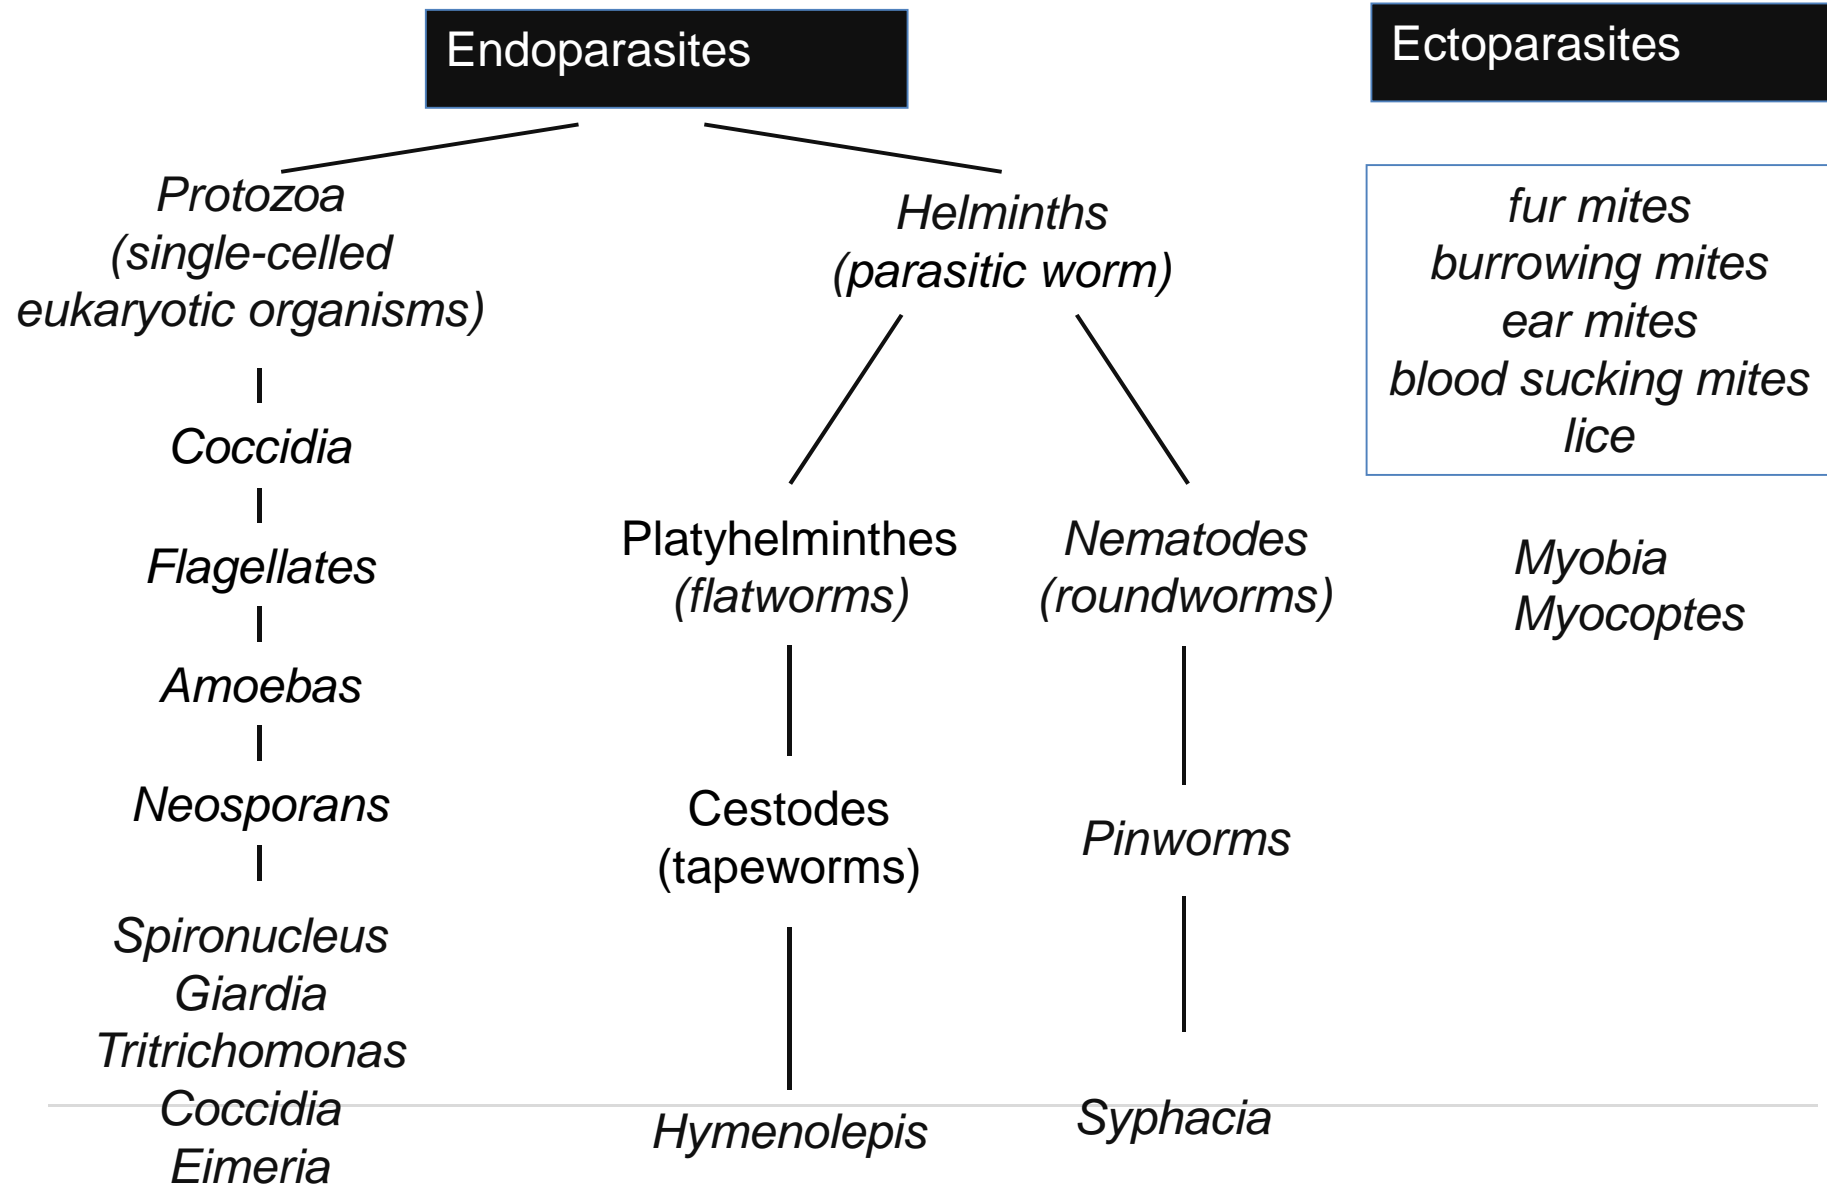 Endoparasites
Ectoparasites
Protozoa
(single-celled
eukaryotic organisms)
Coccidia
Flagellates
Amoebas
Neosporans
Spironucleus
Giardia
Tritrichomonas
Coccidia
Eimeria
Helminths
(parasitic worm)
Platyhelminthes
(flatworms)
Cestodes
(tapeworms)
Hymenolepis
Nematodes
(roundworms)
Pinworms
Syphacia
fur mites
burrowing mites
ear mites
blood sucking mites
lice
Myobia
Myocoptes